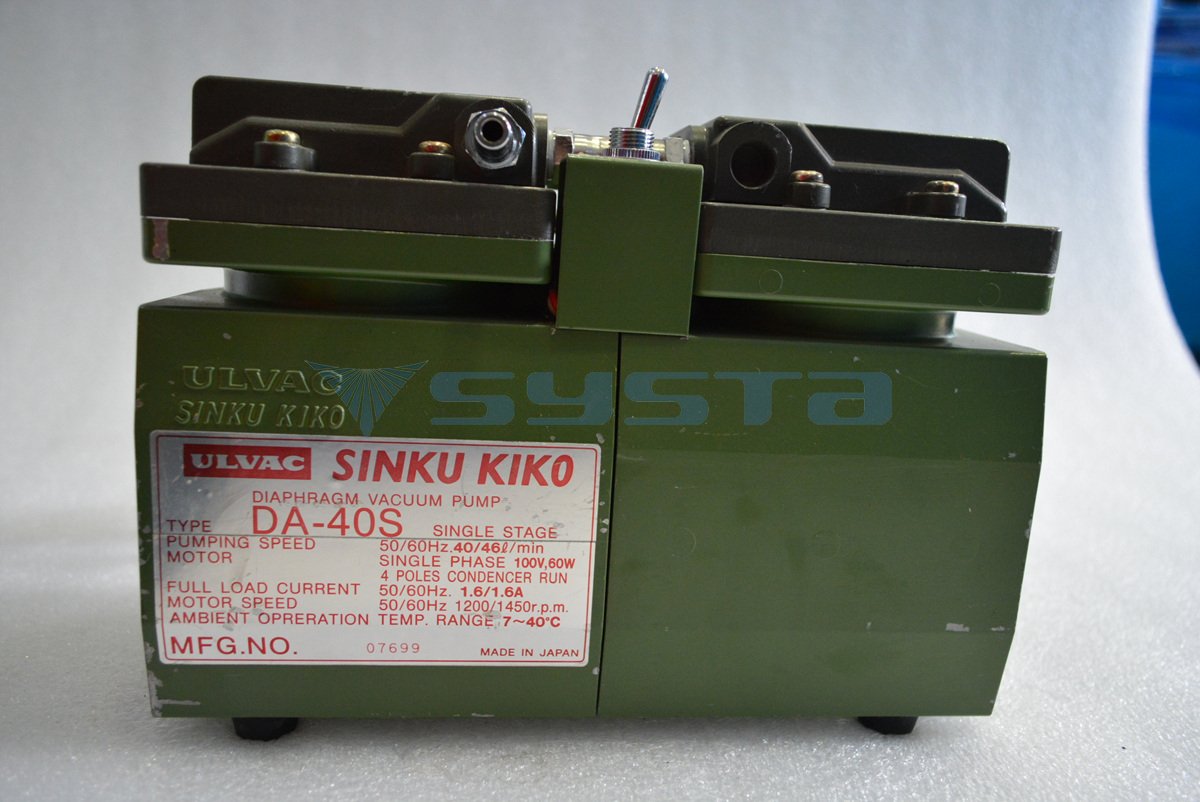 ULVAC
SINKU KIKO
systa
ULVAC SINKU KIKO
DIAPHRAGM VACUUM PUMP
TYPE DA-40S SINGLE STAGE
PUMPING SPEED 50/60Hz.40/46ℓ/min
MOTOR SINGLE PHASE 100V,60W
4 POLES CONDENCER RUN
FULL LOAD CURRENT 50/60Hz. 1.6/1.6A
MOTOR SPEED 50/60Hz 1200/1450r.p.m.
AMBIENT OPRERATION TEMP. RANGE 7~40°C
MFG.NO. 07699 MADE IN JAPAN